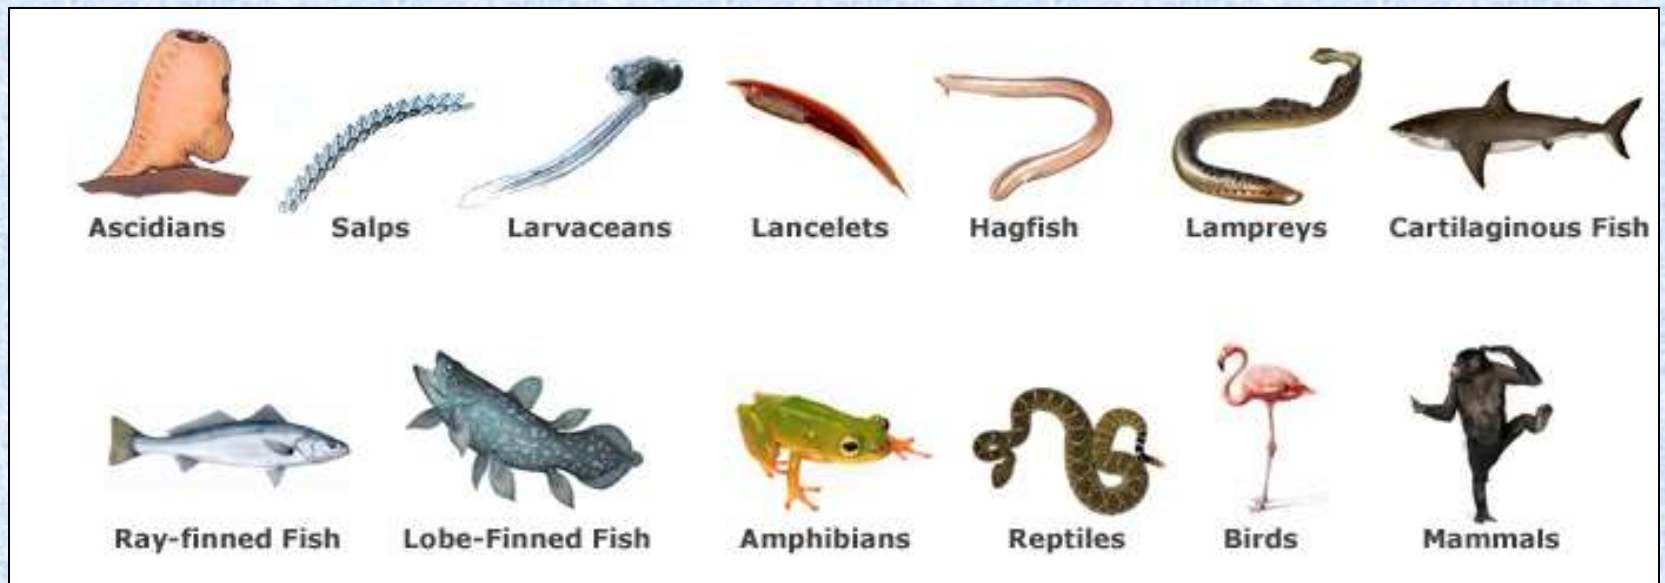 Ascidians Salps Larvaceans Lancelets Hagfish Lampreys Cartilaginous Fish
Ray-finned Fish Lobe-Finned Fish Amphibians Reptiles Birds Mammals